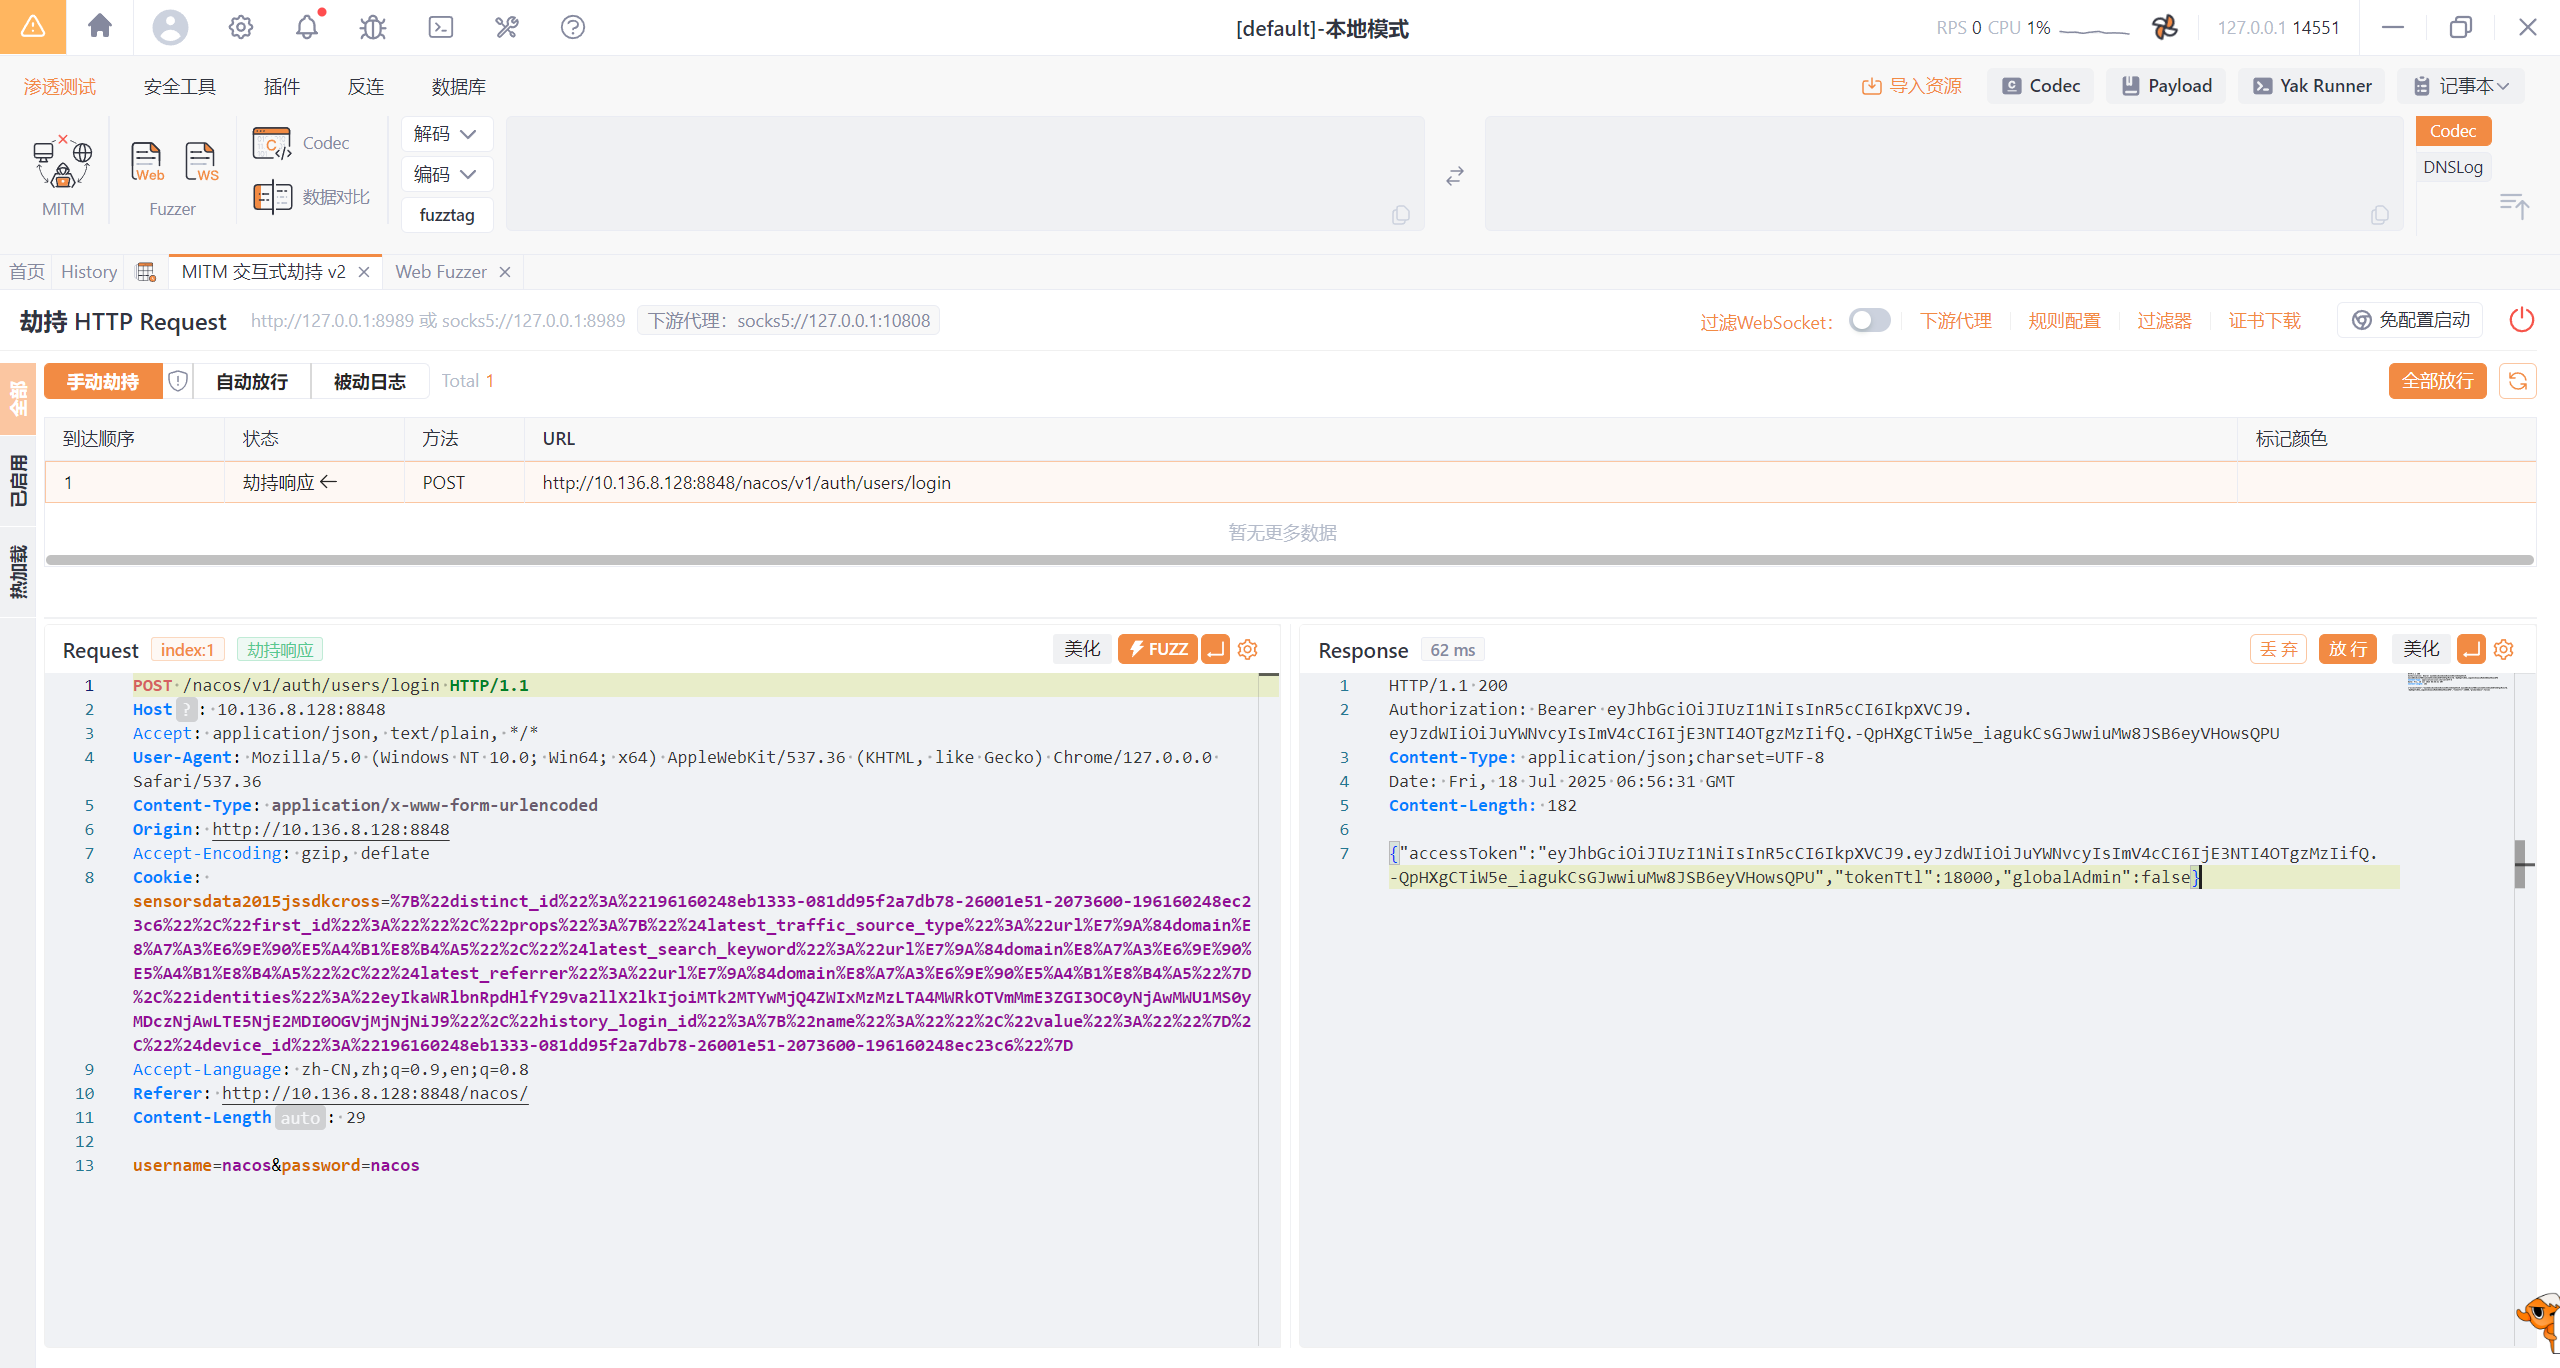 [default]-本地模式
RPS 0 CPU 1%
127.0.0.1 14551
渗透测试 安全工具 插件 反连 数据库
导入资源 Codec Payload Yak Runner 记事本
MITM
Web WS
Fuzzer
Codec
数据对比
解码
编码
fuzztag
Codec
DNSLog
首页 History MITM 交互式劫持 v2 Web Fuzzer
劫持 HTTP Request http://127.0.0.1:8989 或 socks5://127.0.0.1:8989 下游代理：socks5://127.0.0.1:10808
过滤WebSocket： 下游代理 规则配置 过滤器 证书下载 免配置启动
全部
已启用
热加载
手动劫持 自动放行 被动日志 Total 1
全部放行
到达顺序 状态 方法 URL 标记颜色
1 劫持响应 ← POST http://10.136.8.128:8848/nacos/v1/auth/users/login
暂无更多数据
Request index:1 劫持响应 美化 FUZZ
1 POST /nacos/v1/auth/users/login HTTP/1.1
2 Host ? : 10.136.8.128:8848
3 Accept: application/json, text/plain, */*
4 User-Agent: Mozilla/5.0 (Windows NT 10.0; Win64; x64) AppleWebKit/537.36 (KHTML, like Gecko) Chrome/127.0.0.0
Safari/537.36
5 Content-Type: application/x-www-form-urlencoded
6 Origin: http://10.136.8.128:8848
7 Accept-Encoding: gzip, deflate
8 Cookie:
sensorsdata2015jssdkcross=%7B%22distinct_id%22%3A%22196160248eb1333-081dd95f2a7db78-26001e51-2073600-196160248ec2
3c6%22%2C%22first_id%22%3A%22%22%2C%22props%22%3A%7B%22%24latest_traffic_source_type%22%3A%22url%E7%9A%84domain%E
8%A7%A3%E6%9E%90%E5%A4%B1%E8%B4%A5%22%2C%22%24latest_search_keyword%22%3A%22url%E7%9A%84domain%E8%A7%A3%E6%9E%90%
E5%A4%B1%E8%B4%A5%22%2C%22%24latest_referrer%22%3A%22url%E7%9A%84domain%E8%A7%A3%E6%9E%90%E5%A4%B1%E8%B4%A5%22%7D
%2C%22identities%22%3A%22eyIkaWRlbnRpdHlfY29va2llX2lkIjoiMTk2MTYwMjQ4ZWIxMzMzLTA4MWRkOTVmMmE3ZGI3OC0yNjAwMWU1MS0y
MDczNjAwLTE5NjE2MDI0OGVjMjNjNiJ9%22%2C%22history_login_id%22%3A%7B%22name%22%3A%22%22%2C%22value%22%3A%22%22%7D%2
C%22%24device_id%22%3A%22196160248eb1333-081dd95f2a7db78-26001e51-2073600-196160248ec23c6%22%7D
9 Accept-Language: zh-CN,zh;q=0.9,en;q=0.8
10 Referer: http://10.136.8.128:8848/nacos/
11 Content-Length auto : 29
12
13 username=nacos&password=nacos
Response 62 ms 丢弃 放行 美化
1 HTTP/1.1 200
2 Authorization: Bearer eyJhbGciOiJIUzI1NiIsInR5cCI6IkpXVCJ9.
eyJzdWIiOiJuYWNvcyIsImV4cCI6IjE3NTI4OTgzMzIifQ.-QpHXgCTiW5e_iagukCsGJwwiuMw8JSB6eyVHowsQPU
3 Content-Type: application/json;charset=UTF-8
4 Date: Fri, 18 Jul 2025 06:56:31 GMT
5 Content-Length: 182
6
7 {"accessToken":"eyJhbGciOiJIUzI1NiIsInR5cCI6IkpXVCJ9.eyJzdWIiOiJuYWNvcyIsImV4cCI6IjE3NTI4OTgzMzIifQ.
-QpHXgCTiW5e_iagukCsGJwwiuMw8JSB6eyVHowsQPU","tokenTtl":18000,"globalAdmin":false}